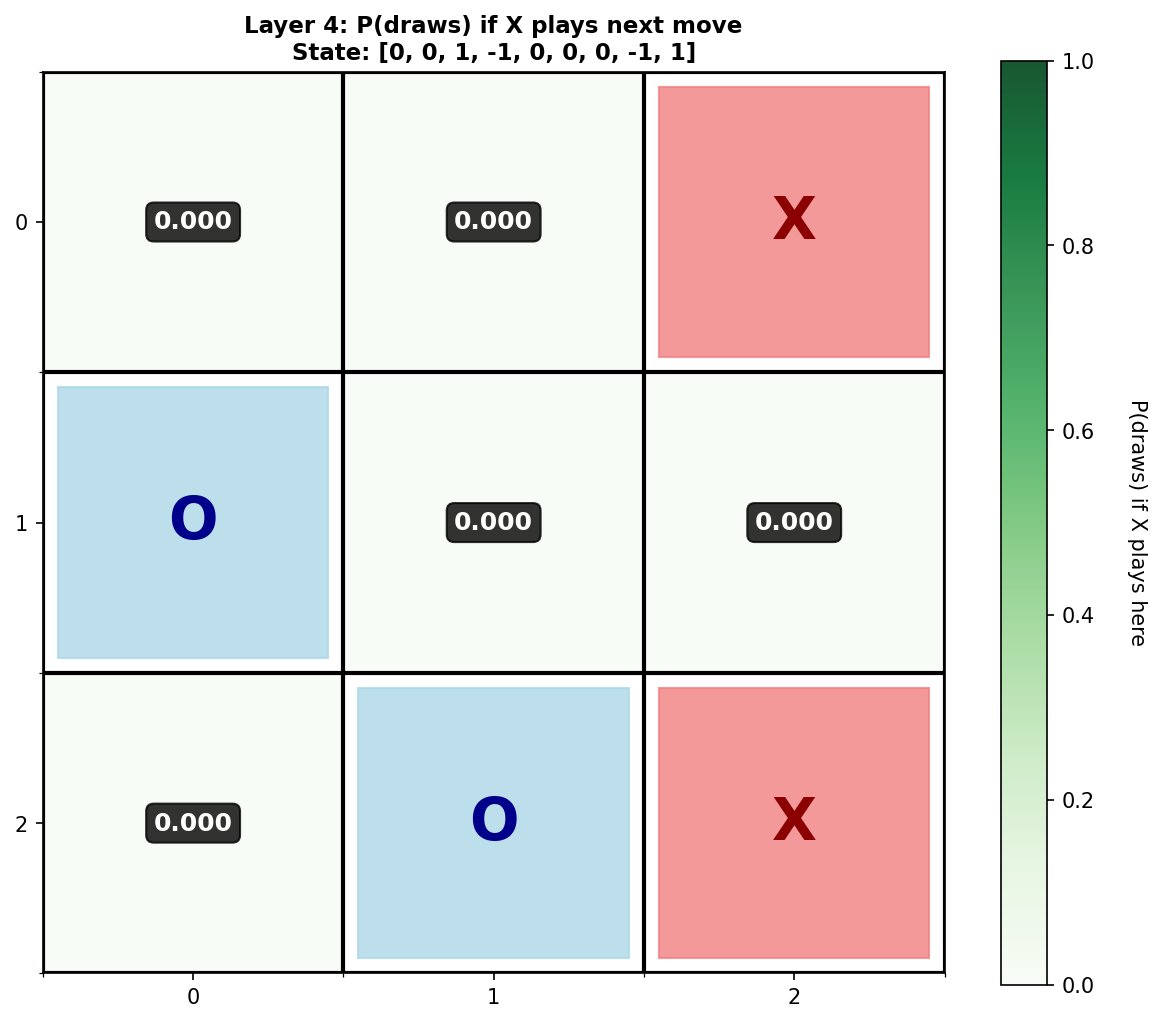 Layer 4: P(draws) if X plays next move
State: [0, 0, 1, -1, 0, 0, 0, -1, 1]
0
0.000
0.000
X
1
O
0.000
0.000
2
0.000
O
X
0
1
2
1.0
0.8
0.6
0.4
0.2
0.0
P(draws) if X plays here